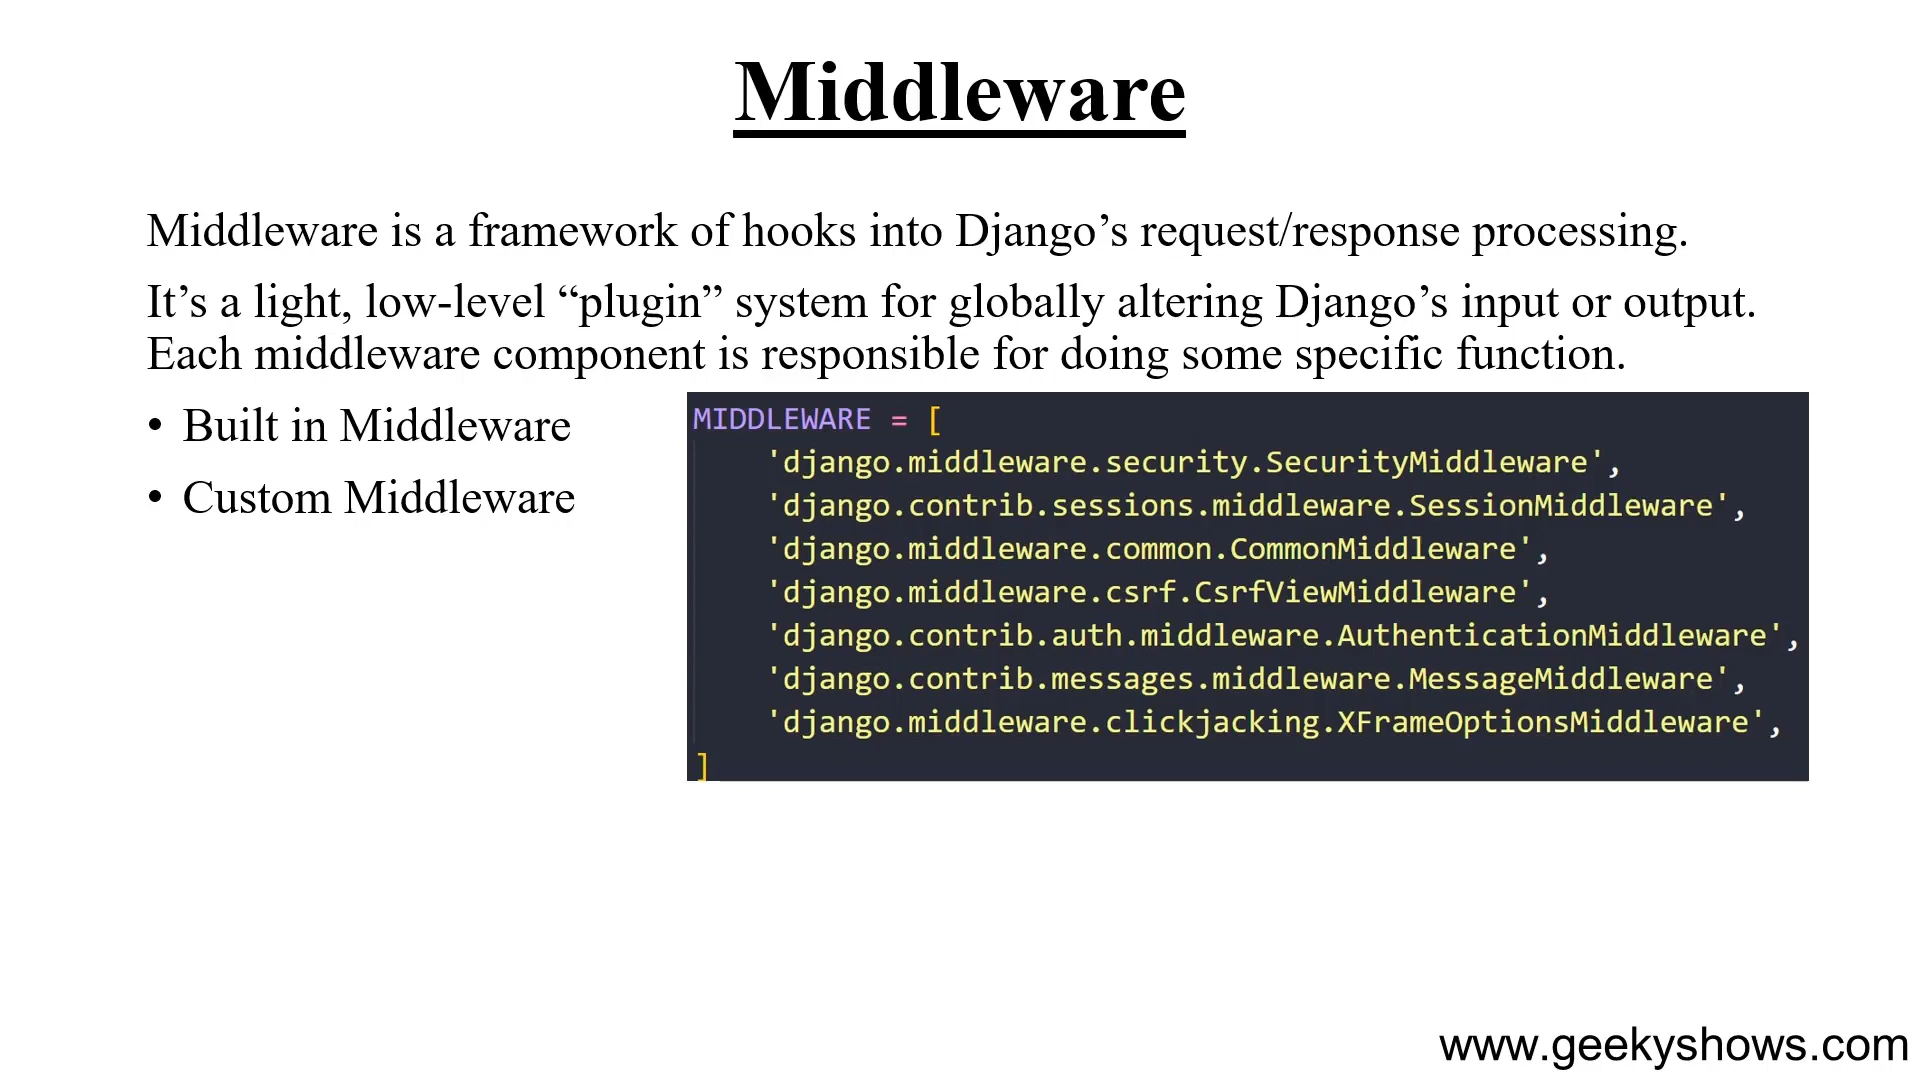 Middleware
Middleware is a framework of hooks into Django’s request/response processing.
It’s a light, low-level “plugin” system for globally altering Django’s input or output.
Each middleware component is responsible for doing some specific function.
• Built in Middleware
• Custom Middleware
MIDDLEWARE = [
    'django.middleware.security.SecurityMiddleware',
    'django.contrib.sessions.middleware.SessionMiddleware',
    'django.middleware.common.CommonMiddleware',
    'django.middleware.csrf.CsrfViewMiddleware',
    'django.contrib.auth.middleware.AuthenticationMiddleware',
    'django.contrib.messages.middleware.MessageMiddleware',
    'django.middleware.clickjacking.XFrameOptionsMiddleware',
]
www.geekyshows.com